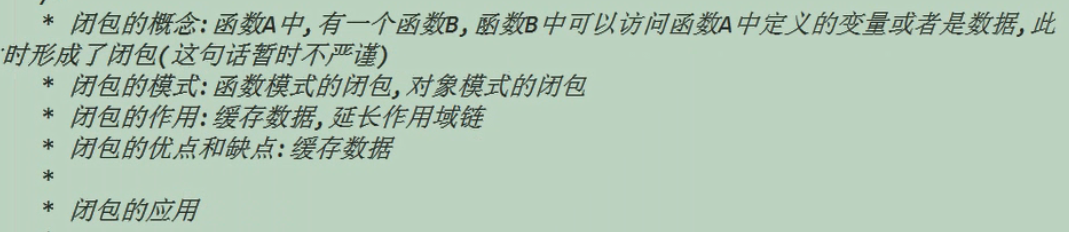 * 闭包的概念:函数A中,有一个函数B,函数B中可以访问函数A中定义的变量或者是数据,此
时形成了闭包(这句话暂时不严谨)
* 闭包的模式:函数模式的闭包,对象模式的闭包
* 闭包的作用:缓存数据,延长作用域链
* 闭包的优点和缺点:缓存数据
*
* 闭包的应用